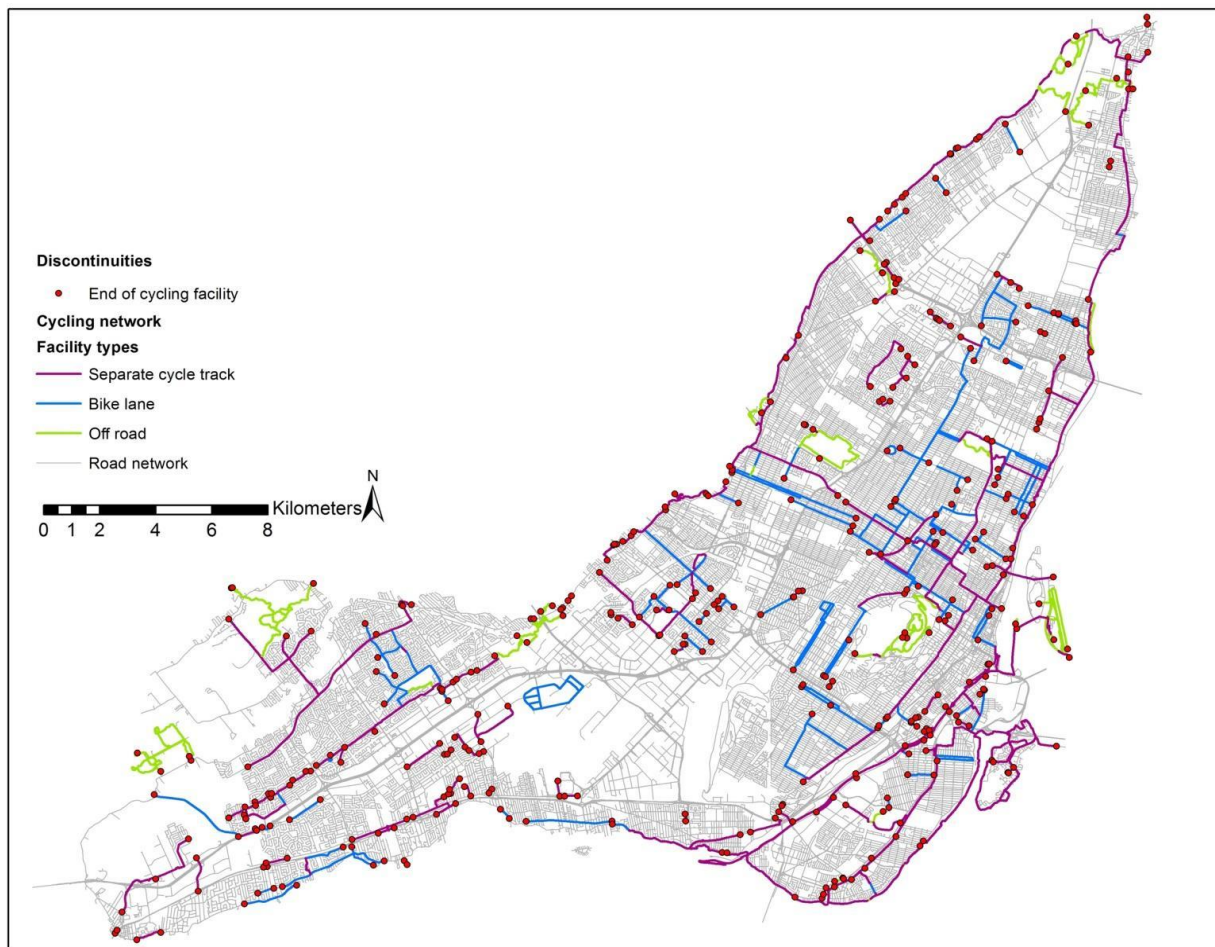 Discontinuities
End of cycling facility
Cycling network
Facility types
Separate cycle track
Bike lane
Off road
Road network
N
Kilometers
0 1 2 4 6 8